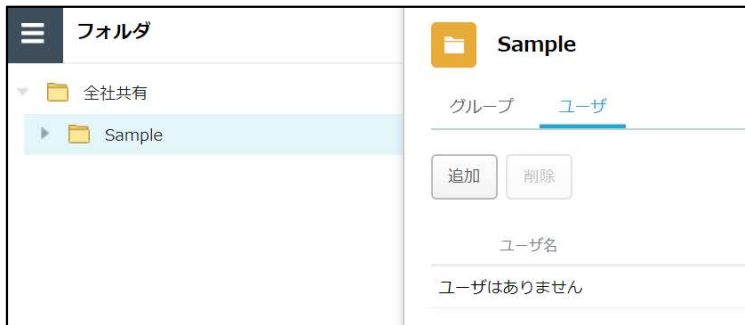 フォルダ
全社共有
Sample
Sample
グループ ユーザ
追加 削除
ユーザ名
ユーザはありません